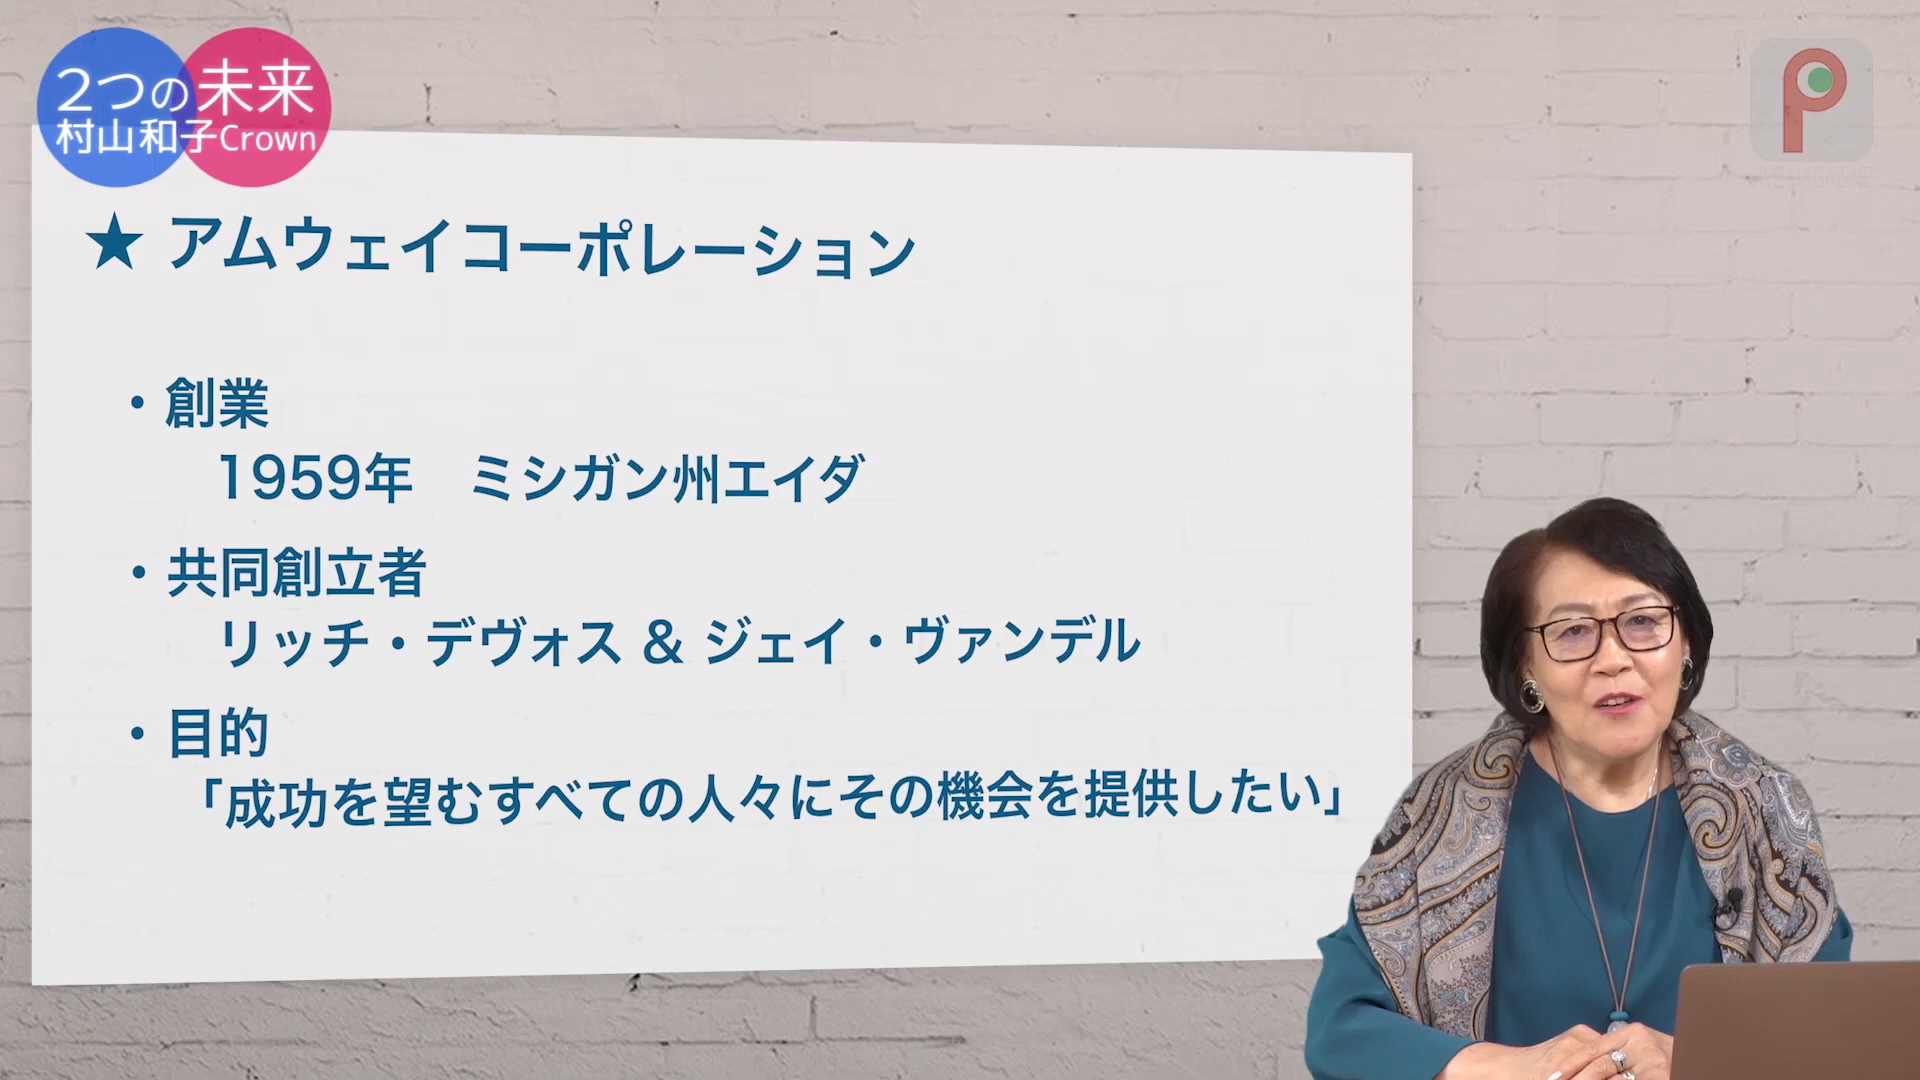 ２つの未来
村山和子Crown
★ アムウェイコーポレーション
・創業
1959年　ミシガン州エイダ
・共同創立者
リッチ・デヴォス & ジェイ・ヴァンデル
・目的
「成功を望むすべての人々にその機会を提供したい」